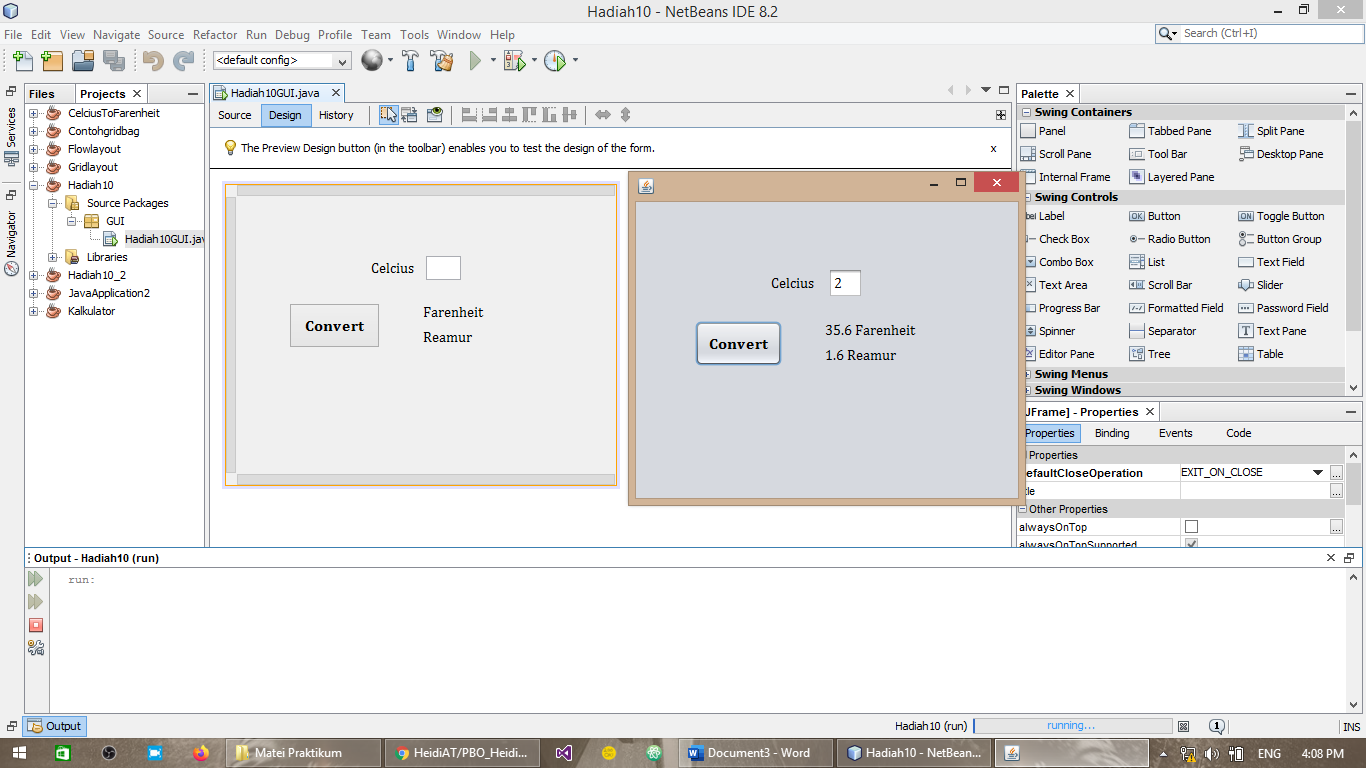 Hadiah10 - NetBeans IDE 8.2
File Edit View Navigate Source Refactor Run Debug Profile Team Tools Window Help
Search (Ctrl+I)
<default config>
Files Projects
Services
Navigator
CelciusToFarenheit
Contohgridbag
Flowlayout
Gridlayout
Hadiah10
Source Packages
GUI
Hadiah10GUI.jav
Libraries
Hadiah10_2
JavaApplication2
Kalkulator
Hadiah10GUI.java
Source Design History
The Preview Design button (in the toolbar) enables you to test the design of the form. x
Celcius
Convert
Farenheit
Reamur
Celcius 2
Convert
35.6 Farenheit
1.6 Reamur
Palette
Swing Containers
Panel Tabbed Pane Split Pane
Scroll Pane Tool Bar Desktop Pane
Internal Frame Layered Pane
Swing Controls
Label OK Button ON Toggle Button
Check Box Radio Button Button Group
Combo Box List Text Field
Text Area Scroll Bar Slider
Progress Bar Formatted Field Password Field
Spinner Separator T Text Pane
Editor Pane Tree Table
Swing Menus
Swing Windows
JFrame] - Properties
Properties Binding Events Code
Properties
efaultCloseOperation EXIT_ON_CLOSE ...
tle ...
Other Properties
alwaysOnTop ...
alwaysOnTopSupported
Output - Hadiah10 (run)
run:
Output
Hadiah10 (run) running... 1 INS
Matei Praktikum
HeidiAT/PBO_Heidi...
Document3 - Word
Hadiah10 - NetBean...
ENG 4:08 PM